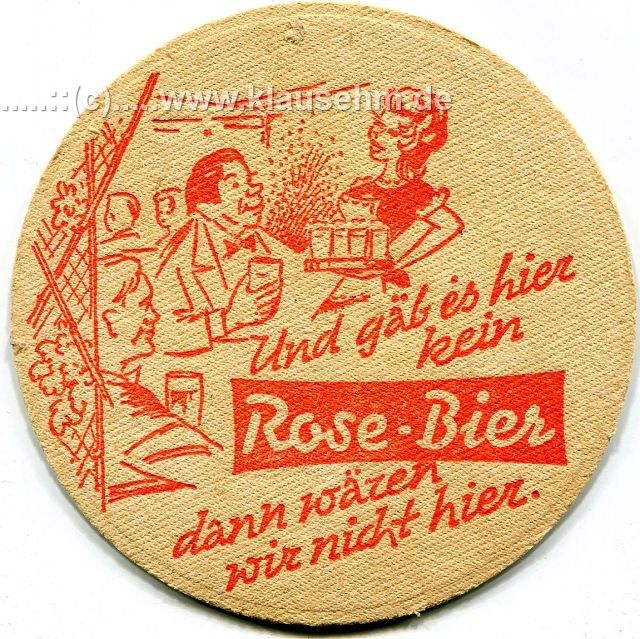 ......::(c).....www.klausehm.de
Und gäb es hier
kein
Rose-Bier
dann wären
wir nicht hier.